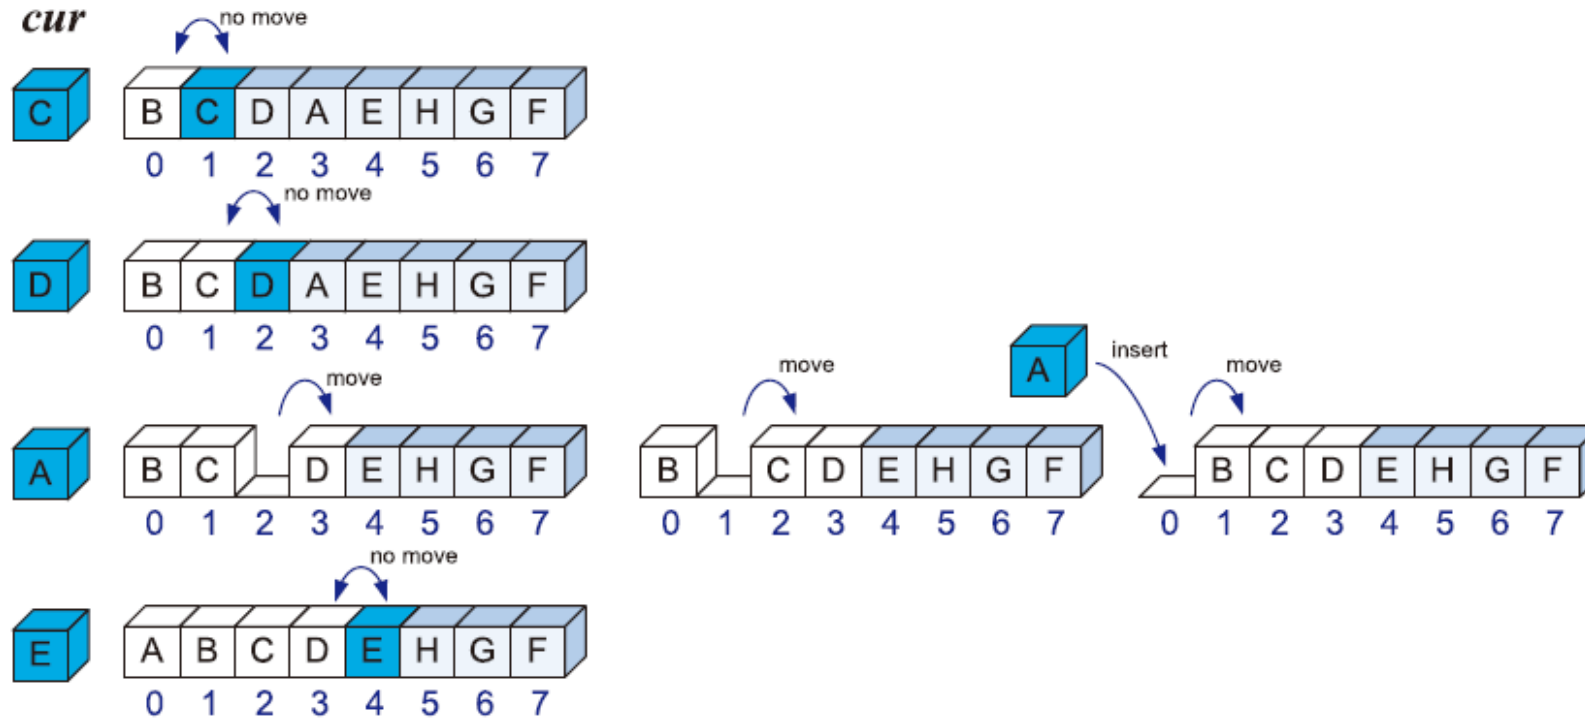 cur
no move
C B C D A E H G F
0 1 2 3 4 5 6 7
no move
D B C D A E H G F
0 1 2 3 4 5 6 7
move move A insert move
A B C D E H G F B C D E H G F B C D E H G F
0 1 2 3 4 5 6 7 0 1 2 3 4 5 6 7 0 1 2 3 4 5 6 7
no move
E A B C D E H G F
0 1 2 3 4 5 6 7